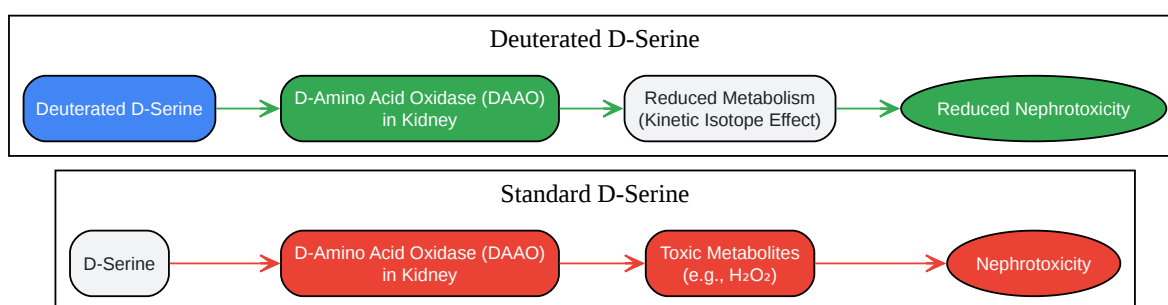 Deuterated D-Serine
Deuterated D-Serine
D-Amino Acid Oxidase (DAAO)
in Kidney
Reduced Metabolism
(Kinetic Isotope Effect)
Reduced Nephrotoxicity
Standard D-Serine
D-Serine
D-Amino Acid Oxidase (DAAO)
in Kidney
Toxic Metabolites
(e.g., H₂O₂)
Nephrotoxicity